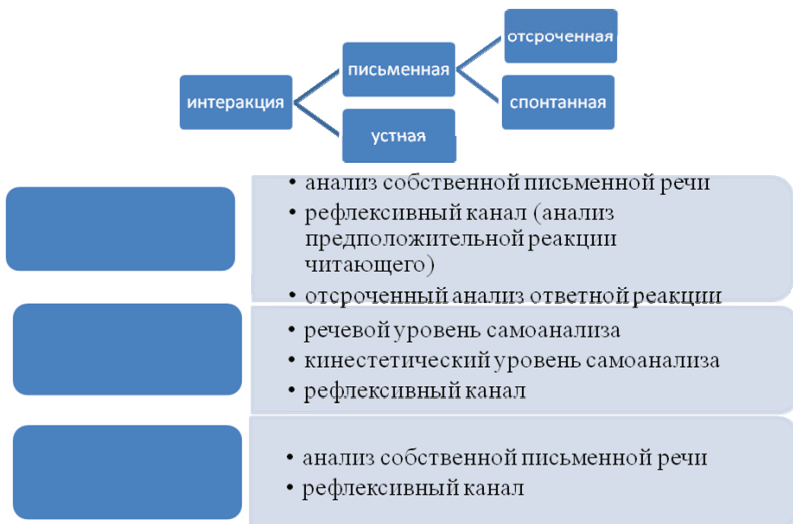 отсроченная
письменная
интеракция
спонтанная
устная
• анализ собственной письменной речи
• рефлексивный канал (анализ
предположительной реакции
читающего)
• отсроченный анализ ответной реакции
• речевой уровень самоанализа
• кинестетический уровень самоанализа
• рефлексивный канал
• анализ собственной письменной речи
• рефлексивный канал